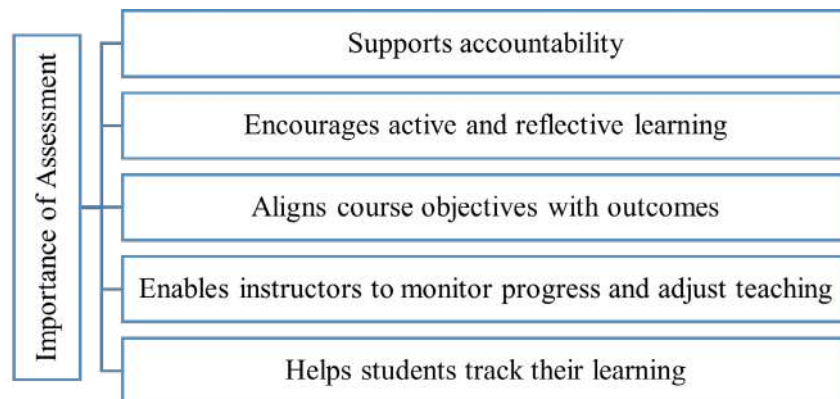 Importance of Assessment
Supports accountability
Encourages active and reflective learning
Aligns course objectives with outcomes
Enables instructors to monitor progress and adjust teaching
Helps students track their learning